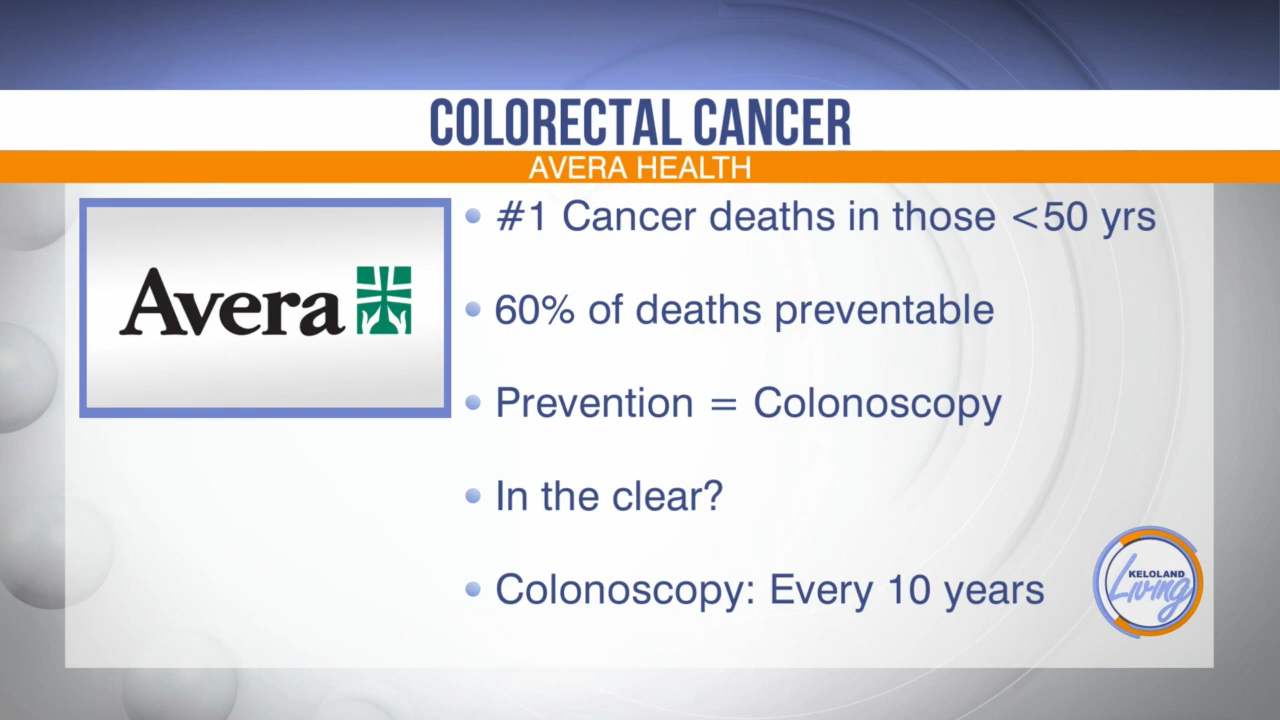 COLORECTAL CANCER
AVERA HEALTH
Avera
• #1 Cancer deaths in those <50 yrs
• 60% of deaths preventable
• Prevention = Colonoscopy
• In the clear?
• Colonoscopy: Every 10 years
KELOLAND
Living